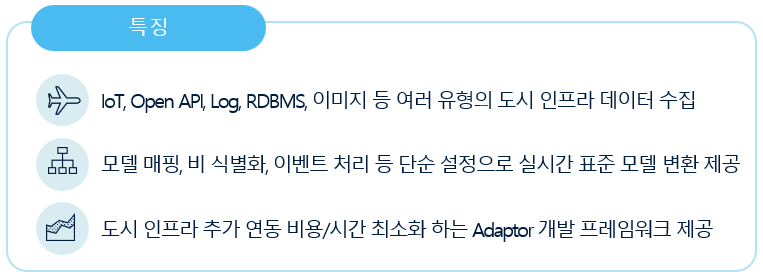 특징
IoT, Open API, Log, RDBMS, 이미지 등 여러 유형의 도시 인프라 데이터 수집
모델 매핑, 비 식별화, 이벤트 처리 등 단순 설정으로 실시간 표준 모델 변환 제공
도시 인프라 추가 연동 비용/시간 최소화 하는 Adaptor 개발 프레임워크 제공